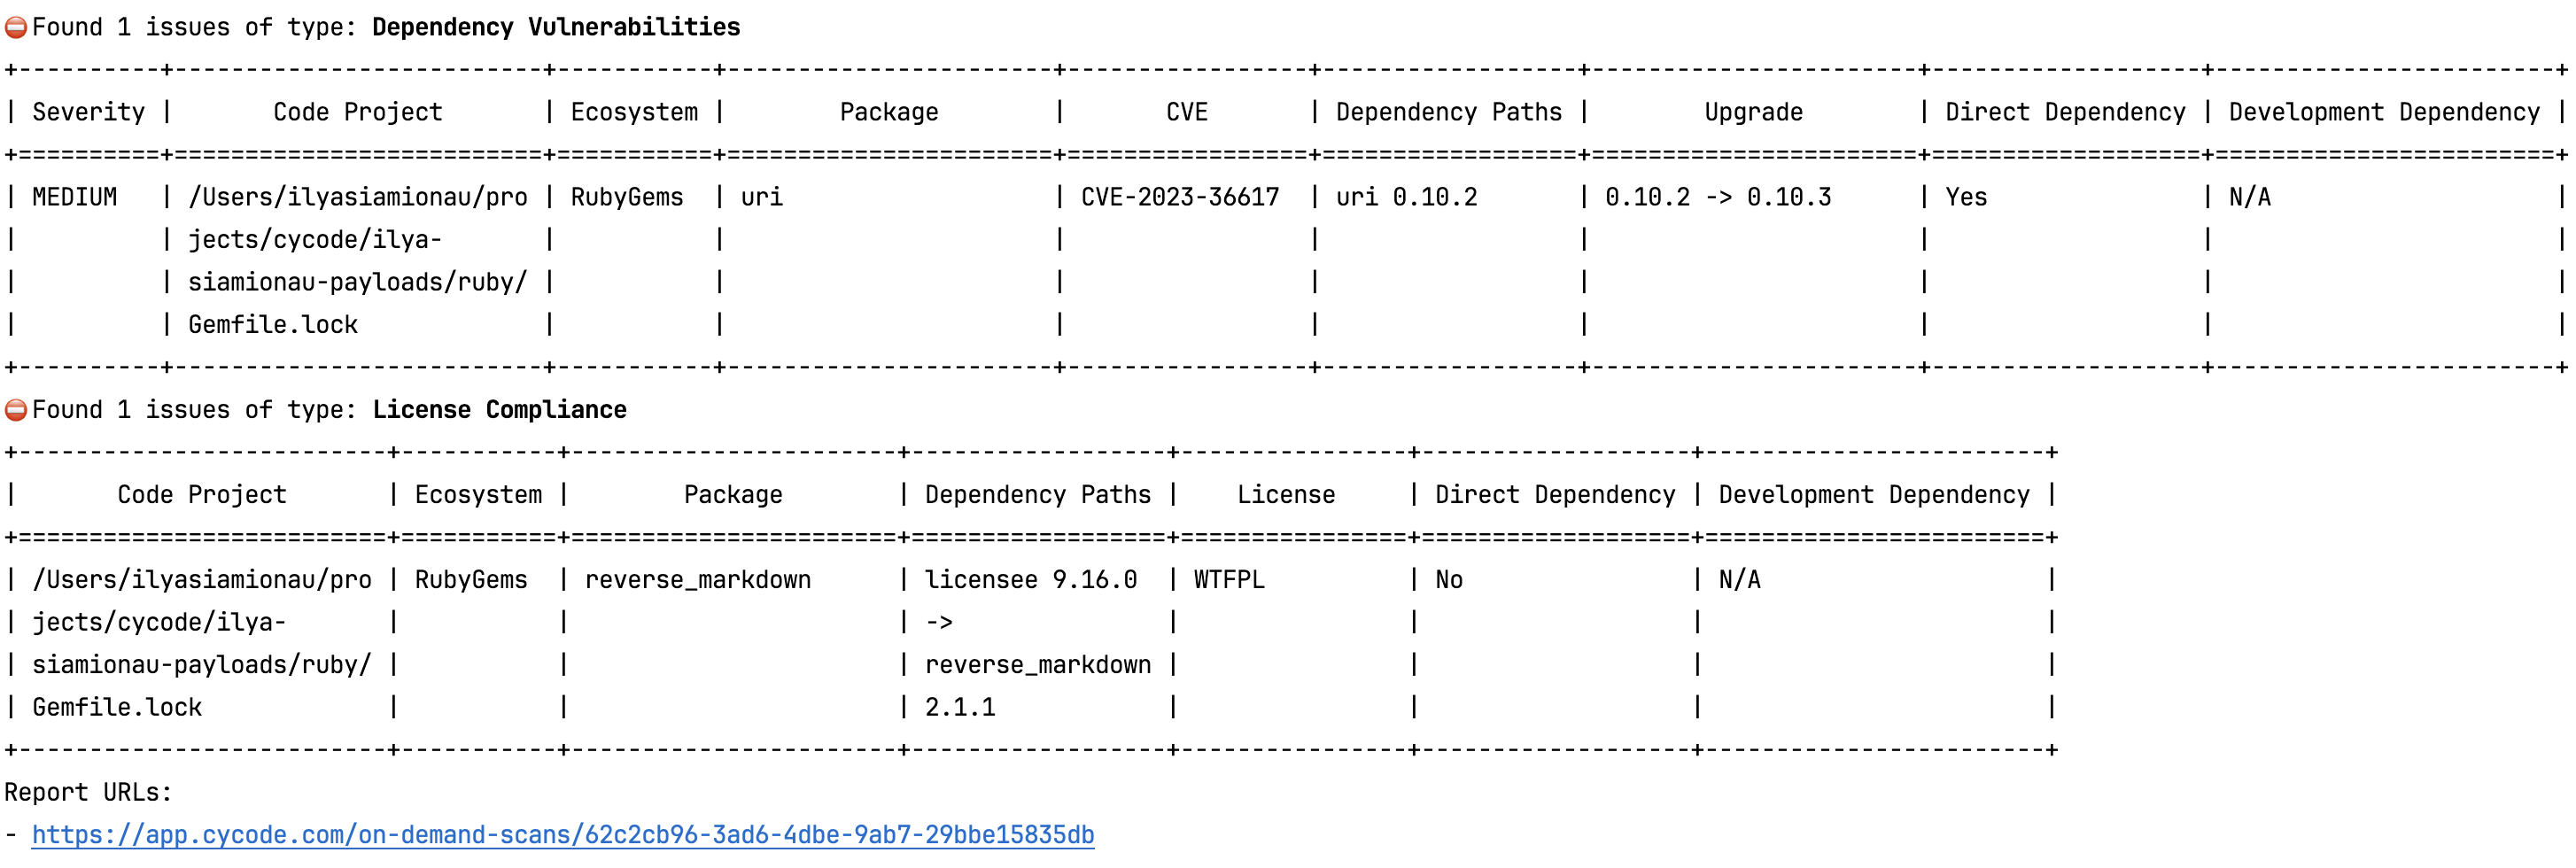 ⛔Found 1 issues of type: Dependency Vulnerabilities
+----------+--------------------------+-----------+-----------------------+-----------------+------------------+-----------------------+-------------------+------------------------+
| Severity |       Code Project       | Ecosystem |        Package        |       CVE       | Dependency Paths |        Upgrade        | Direct Dependency | Development Dependency |
+==========+==========================+===========+=======================+=================+==================+=======================+===================+========================+
| MEDIUM   | /Users/ilyasiamionau/pro | RubyGems  | uri                   | CVE-2023-36617  | uri 0.10.2       | 0.10.2 -> 0.10.3      | Yes               | N/A                    |
|          | jects/cycode/ilya-       |           |                       |                 |                  |                       |                   |                        |
|          | siamionau-payloads/ruby/ |           |                       |                 |                  |                       |                   |                        |
|          | Gemfile.lock             |           |                       |                 |                  |                       |                   |                        |
+----------+--------------------------+-----------+-----------------------+-----------------+------------------+-----------------------+-------------------+------------------------+
⛔Found 1 issues of type: License Compliance
+--------------------------+-----------+-----------------------+------------------+----------------+-------------------+------------------------+
|       Code Project       | Ecosystem |        Package        | Dependency Paths |    License     | Direct Dependency | Development Dependency |
+==========================+===========+=======================+==================+================+===================+========================+
| /Users/ilyasiamionau/pro | RubyGems  | reverse_markdown      | licensee 9.16.0  | WTFPL          | No                | N/A                    |
| jects/cycode/ilya-       |           |                       | ->               |                |                   |                        |
| siamionau-payloads/ruby/ |           |                       | reverse_markdown |                |                   |                        |
| Gemfile.lock             |           |                       | 2.1.1            |                |                   |                        |
+--------------------------+-----------+-----------------------+------------------+----------------+-------------------+------------------------+
Report URLs:
- https://app.cycode.com/on-demand-scans/62c2cb96-3ad6-4dbe-9ab7-29bbe15835db